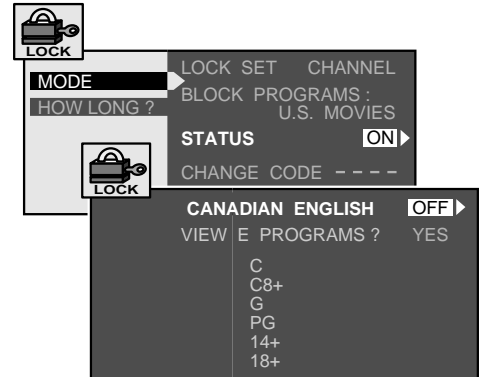 LOCK
MODE
HOW LONG ?
LOCK SET CHANNEL
BLOCK PROGRAMS :
U.S. MOVIES
STATUS ON
CHANGE CODE – – – –
LOCK
CANADIAN ENGLISH OFF
VIEW E PROGRAMS ? YES
C
C8+
G
PG
14+
18+